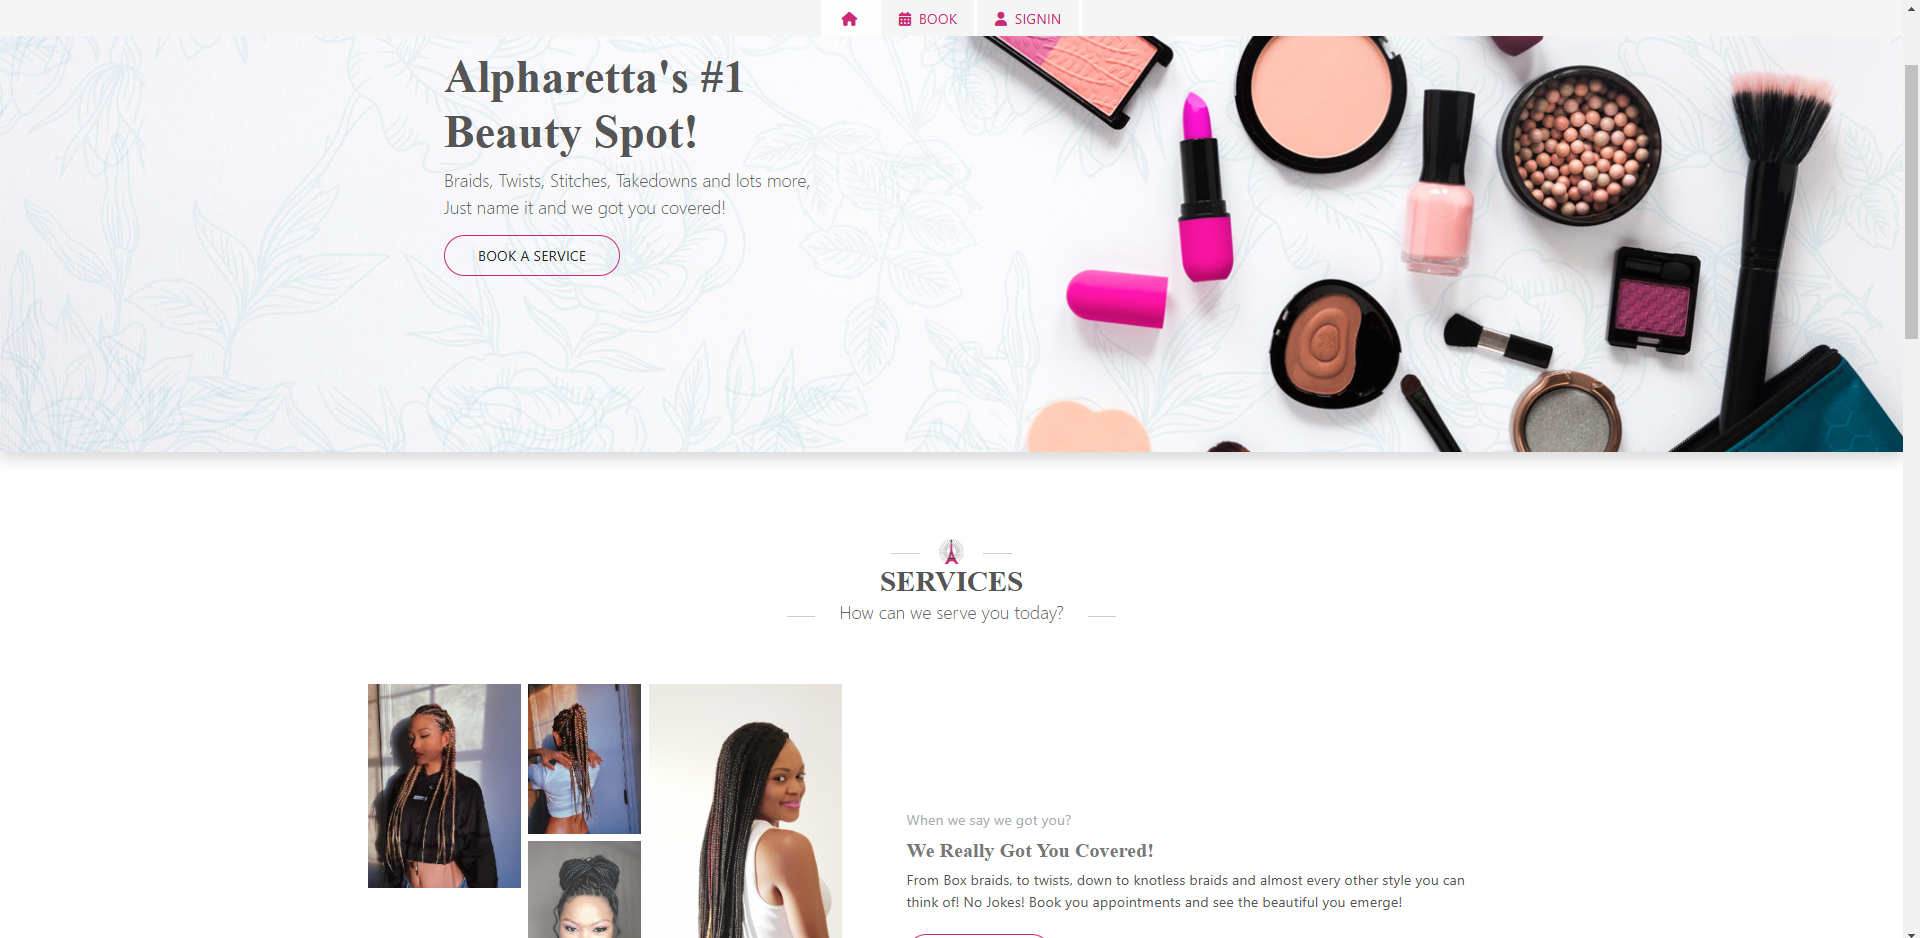 BOOK
SIGNIN
Alpharetta's #1
Beauty Spot!
Braids, Twists, Stitches, Takedowns and lots more,
Just name it and we got you covered!
BOOK A SERVICE
SERVICES
How can we serve you today?
When we say we got you?
We Really Got You Covered!
From Box braids, to twists, down to knotless braids and almost every other style you can
think of! No Jokes! Book you appointments and see the beautiful you emerge!